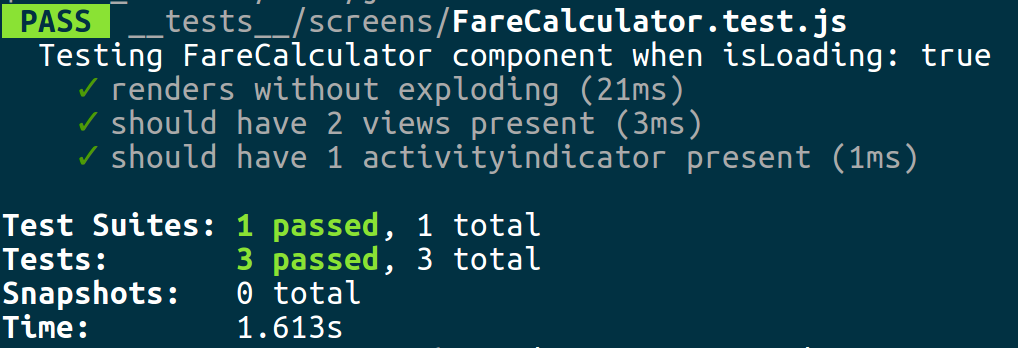 PASS __tests__/screens/FareCalculator.test.js
Testing FareCalculator component when isLoading: true
✓ renders without exploding (21ms)
✓ should have 2 views present (3ms)
✓ should have 1 activityindicator present (1ms)
Test Suites: 1 passed, 1 total
Tests: 3 passed, 3 total
Snapshots: 0 total
Time: 1.613s